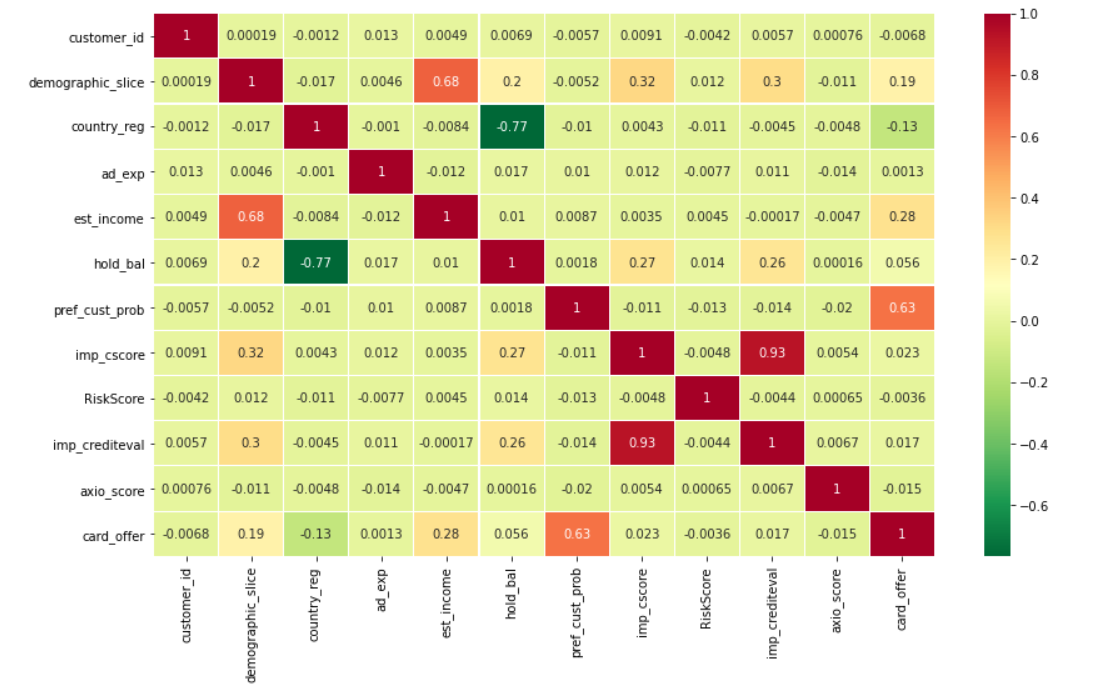 customer_id 1 0.00019 -0.0012 0.013 0.0049 0.0069 -0.0057 0.0091 -0.0042 0.0057 0.00076 -0.0068
demographic_slice 0.00019 1 -0.017 0.0046 0.68 0.2 -0.0052 0.32 0.012 0.3 -0.011 0.19
country_reg -0.0012 -0.017 1 -0.001 -0.0084 -0.77 -0.01 0.0043 -0.011 -0.0045 -0.0048 -0.13
ad_exp 0.013 0.0046 -0.001 1 -0.012 0.017 0.01 0.012 -0.0077 0.011 -0.014 0.0013
est_income 0.0049 0.68 -0.0084 -0.012 1 0.01 0.0087 0.0035 0.0045 -0.00017 -0.0047 0.28
hold_bal 0.0069 0.2 -0.77 0.017 0.01 1 0.0018 0.27 0.014 0.26 0.00016 0.056
pref_cust_prob -0.0057 -0.0052 -0.01 0.01 0.0087 0.0018 1 -0.011 -0.013 -0.014 -0.02 0.63
imp_cscore 0.0091 0.32 0.0043 0.012 0.0035 0.27 -0.011 1 -0.0048 0.93 0.0054 0.023
RiskScore -0.0042 0.012 -0.011 -0.0077 0.0045 0.014 -0.013 -0.0048 1 -0.0044 0.00065 -0.0036
imp_crediteval 0.0057 0.3 -0.0045 0.011 -0.00017 0.26 -0.014 0.93 -0.0044 1 0.0067 0.017
axio_score 0.00076 -0.011 -0.0048 -0.014 -0.0047 0.00016 -0.02 0.0054 0.00065 0.0067 1 -0.015
card_offer -0.0068 0.19 -0.13 0.0013 0.28 0.056 0.63 0.023 -0.0036 0.017 -0.015 1
customer_id
demographic_slice
country_reg
ad_exp
est_income
hold_bal
pref_cust_prob
imp_cscore
RiskScore
imp_crediteval
axio_score
card_offer
1.0
0.8
0.6
0.4
0.2
0.0
−0.2
−0.4
−0.6